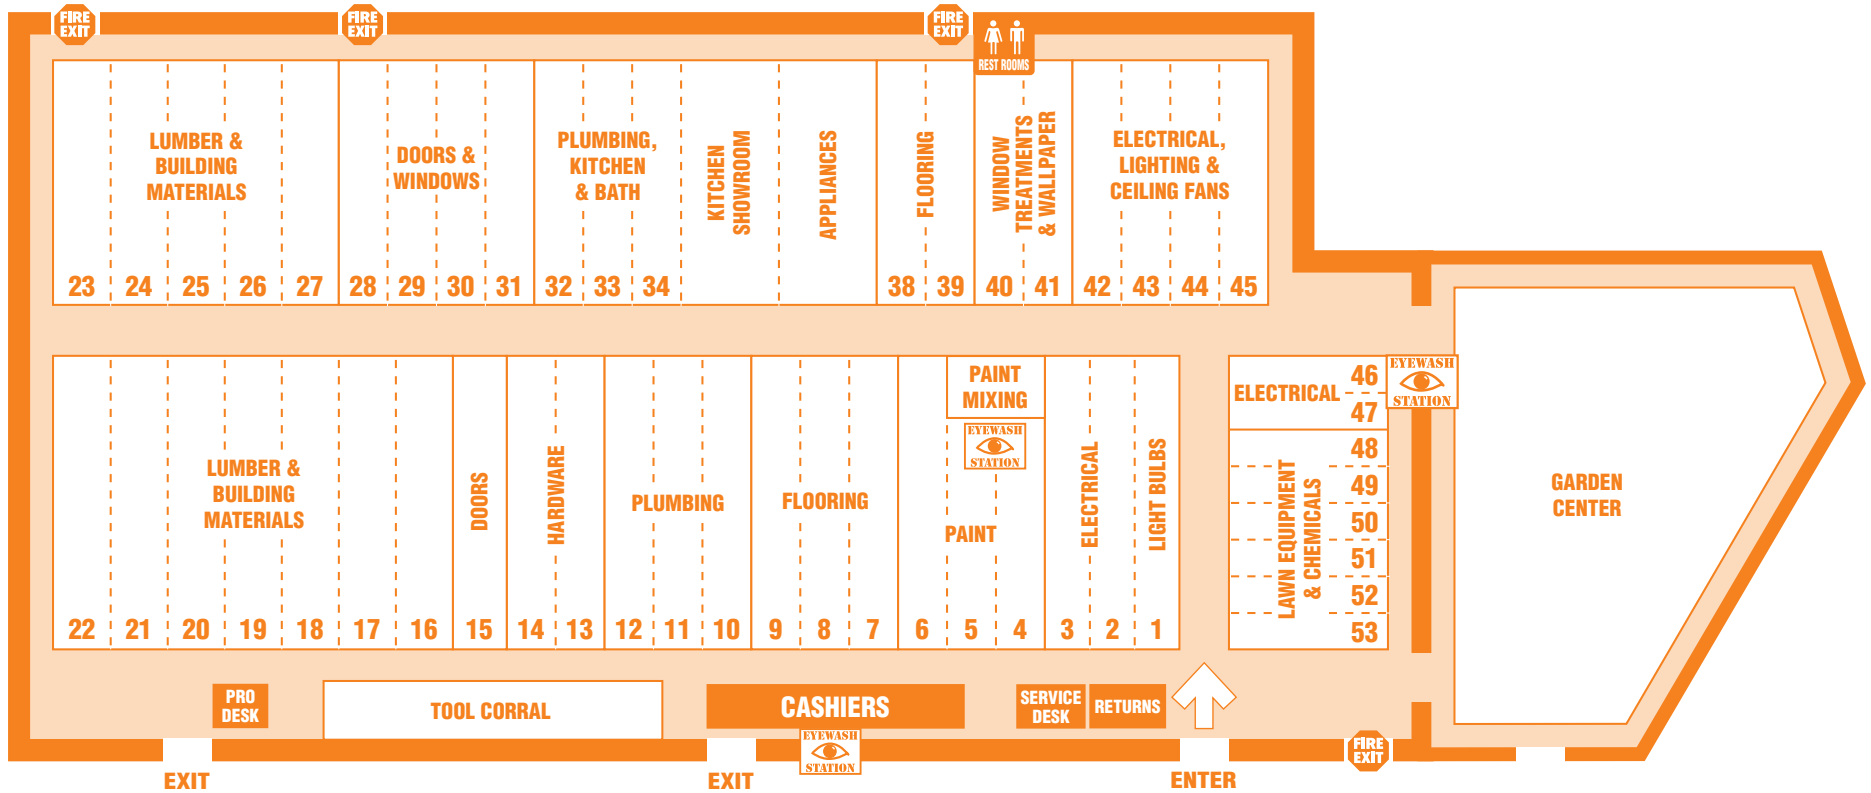 FIRE
EXIT
FIRE
EXIT
FIRE
EXIT
REST ROOMS
LUMBER &
BUILDING
MATERIALS
DOORS &
WINDOWS
PLUMBING,
KITCHEN
& BATH
KITCHEN
SHOWROOM
APPLIANCES
FLOORING
WINDOW
TREATMENTS
& WALLPAPER
ELECTRICAL,
LIGHTING &
CEILING FANS
23 24 25 26 27 28 29 30 31 32 33 34 38 39 40 41 42 43 44 45
LUMBER &
BUILDING
MATERIALS
DOORS
HARDWARE
PLUMBING
FLOORING
PAINT
MIXING
EYEWASH
STATION
PAINT
ELECTRICAL
LIGHT BULBS
22 21 20 19 18 17 16 15 14 13 12 11 10 9 8 7 6 5 4 3 2 1
ELECTRICAL
46
47
EYEWASH
STATION
LAWN EQUIPMENT
& CHEMICALS
48
49
50
51
52
53
GARDEN
CENTER
PRO
DESK
TOOL CORRAL
CASHIERS
SERVICE
DESK
RETURNS
EYEWASH
STATION
FIRE
EXIT
EXIT
EXIT
ENTER